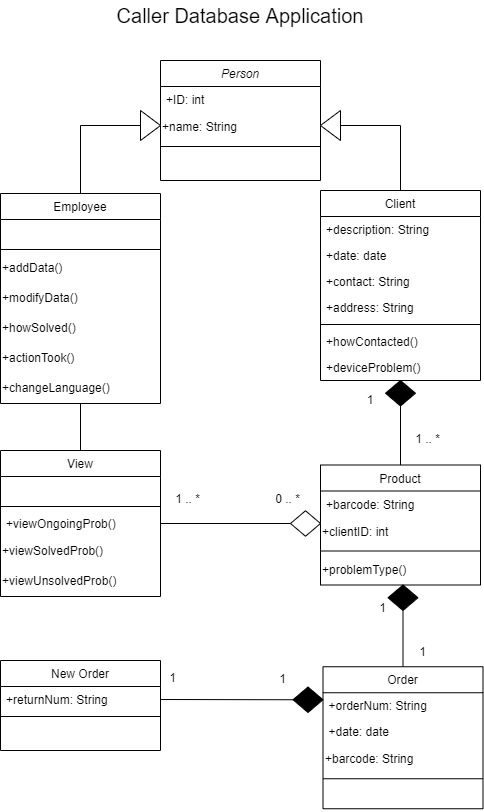 Caller Database Application
Person
+ID: int
+name: String
Employee
+addData()
+modifyData()
+howSolved()
+actionTook()
+changeLanguage()
Client
+description: String
+date: date
+contact: String
+address: String
+howContacted()
+deviceProblem()
1
1 .. *
View
+viewOngoingProb()
+viewSolvedProb()
+viewUnsolvedProb()
1 .. *
0 .. *
Product
+barcode: String
+clientID: int
+problemType()
1
1
New Order
+returnNum: String
1
1
Order
+orderNum: String
+date: date
+barcode: String